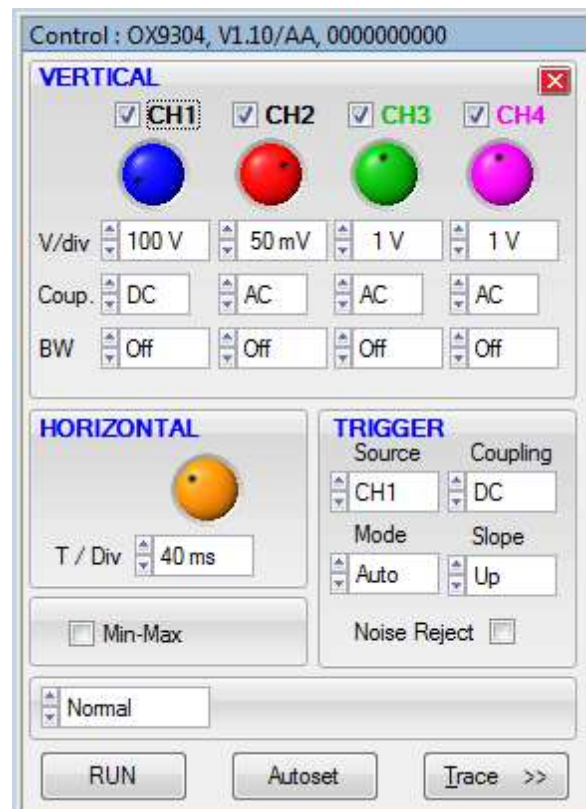 Control : OX9304, V1.10/AA, 0000000000
VERTICAL
CH1 CH2 CH3 CH4
V/div 100 V 50 mV 1 V 1 V
Coup. DC AC AC AC
BW Off Off Off Off
HORIZONTAL
T / Div 40 ms
Min-Max
TRIGGER
Source Coupling
CH1 DC
Mode Slope
Auto Up
Noise Reject
Normal
RUN Autoset Trace >>